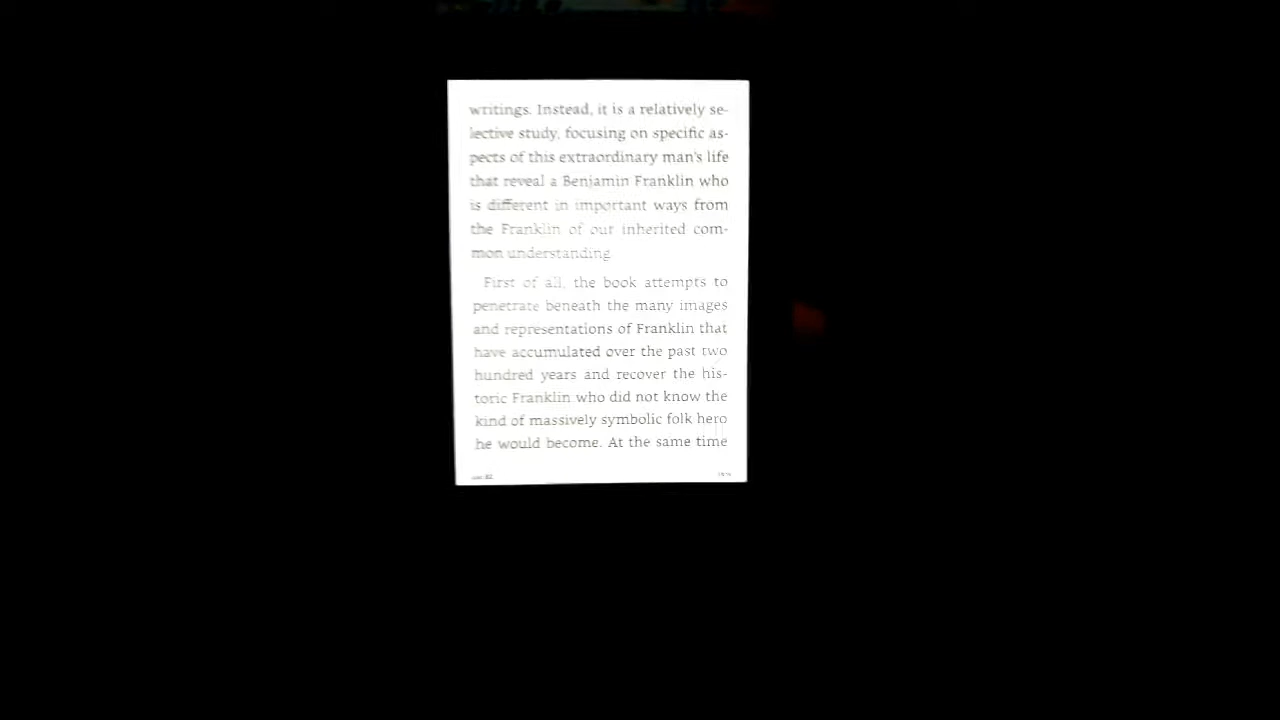 writings. Instead, it is a relatively se-
lective study, focusing on specific as-
pects of this extraordinary man's life
that reveal a Benjamin Franklin who
is different in important ways from
the Franklin of our inherited com-
mon understanding.
First of all, the book attempts to
penetrate beneath the many images
and representations of Franklin that
have accumulated over the past two
hundred years and recover the his-
toric Franklin who did not know the
kind of massively symbolic folk hero
he would become. At the same time